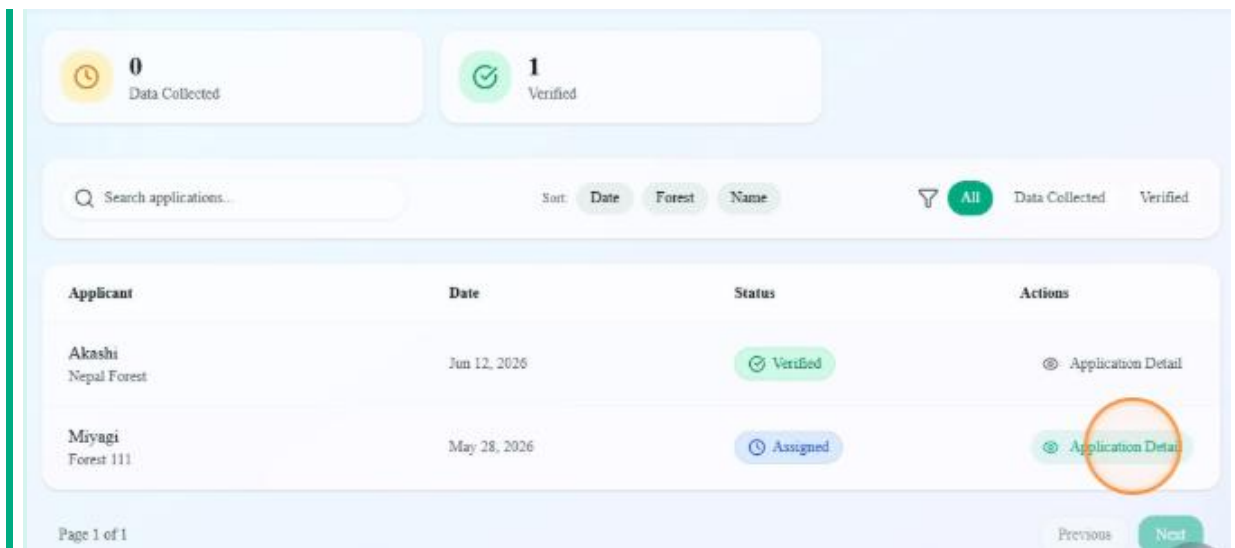 0
Data Collected
1
Verified
Search applications...
Sort: Date Forest Name
All Data Collected Verified
Applicant Date Status Actions
Akashi
Nepal Forest
Jun 12, 2026
Verified
Application Detail
Miyagi
Forest 111
May 28, 2026
Assigned
Application Detail
Page 1 of 1
Previous Next